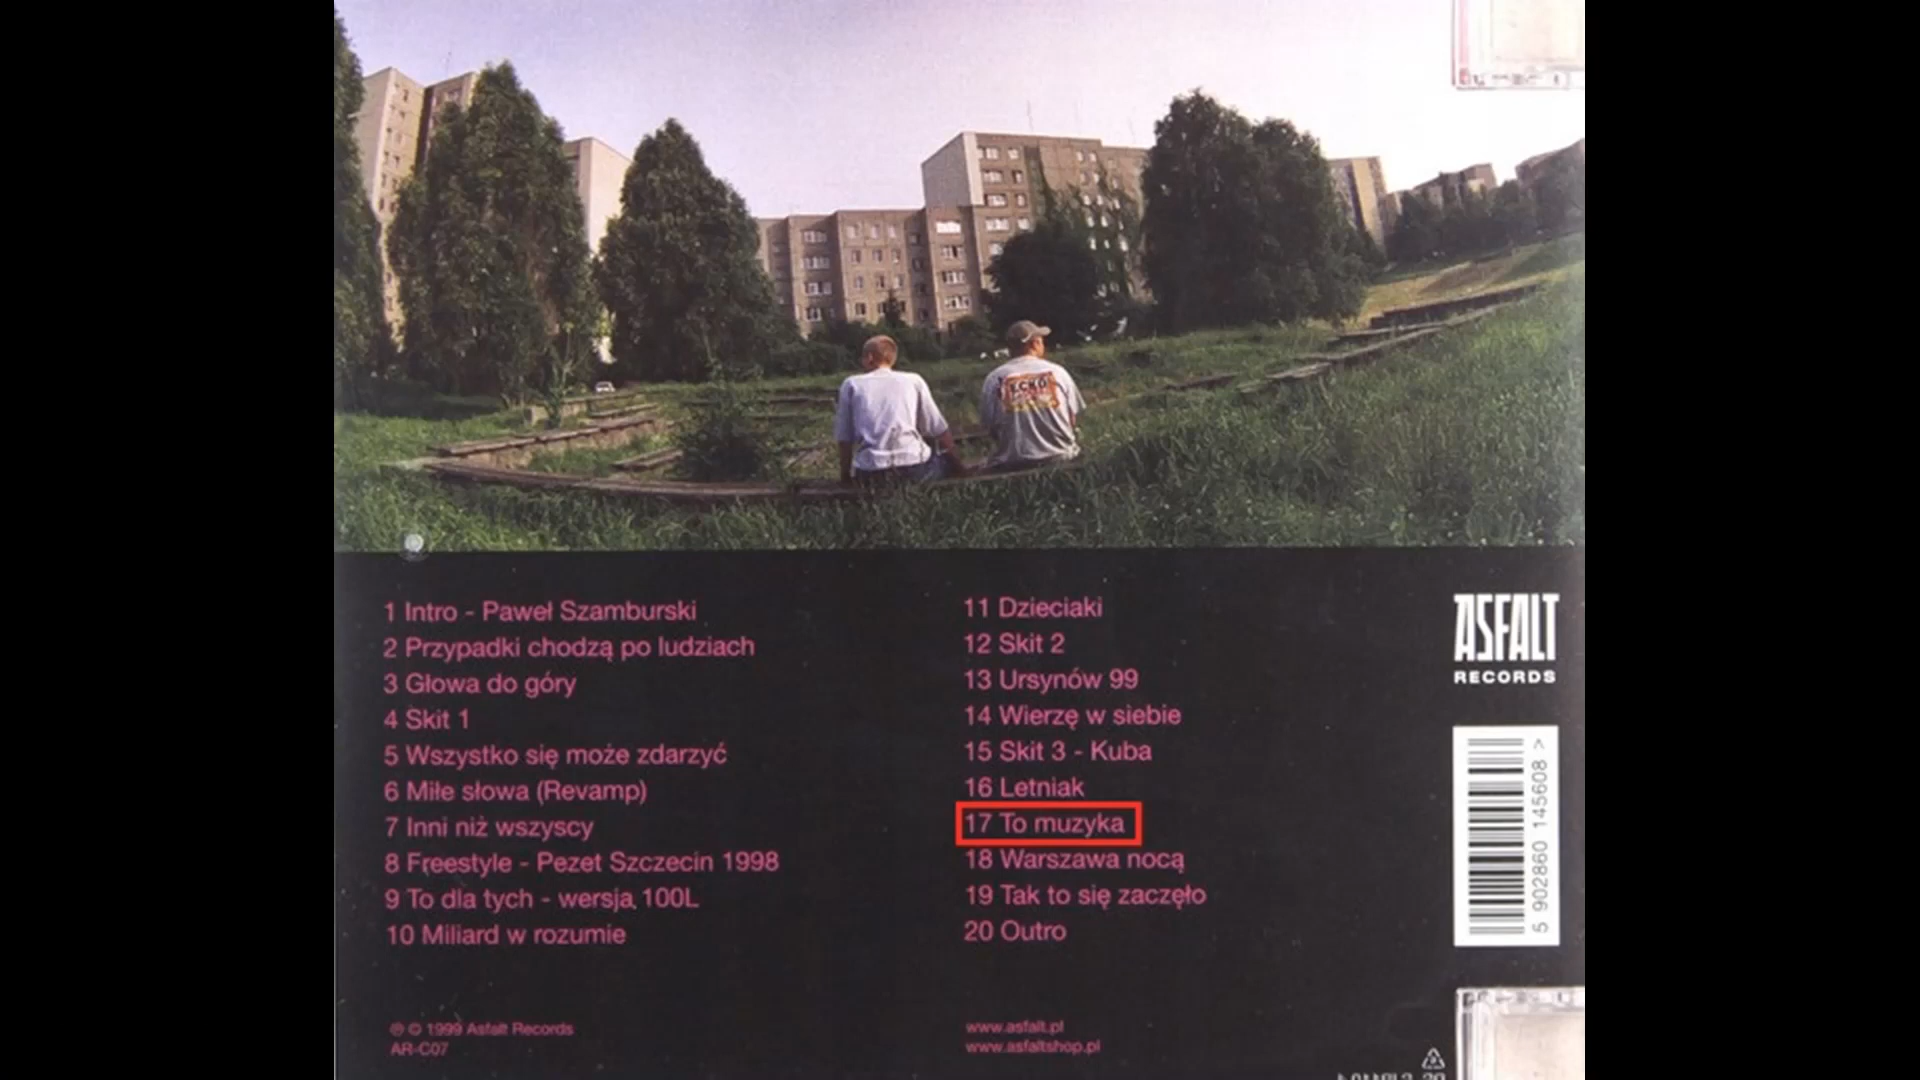 ECKO
1 Intro - Paweł Szamburski
2 Przypadki chodzą po ludziach
3 Głowa do góry
4 Skit 1
5 Wszystko się może zdarzyć
6 Miłe słowa (Revamp)
7 Inni niż wszyscy
8 Freestyle - Pezet Szczecin 1998
9 To dla tych - wersja 100L
10 Miliard w rozumie
11 Dzieciaki
12 Skit 2
13 Ursynów 99
14 Wierzę w siebie
15 Skit 3 - Kuba
16 Letniak
17 To muzyka
18 Warszawa nocą
19 Tak to się zaczęło
20 Outro
ASFALT
RECORDS
5 902860 145608 >
℗ © 1999 Asfalt Records
AR-C07
www.asfalt.pl
www.asfaltshop.pl